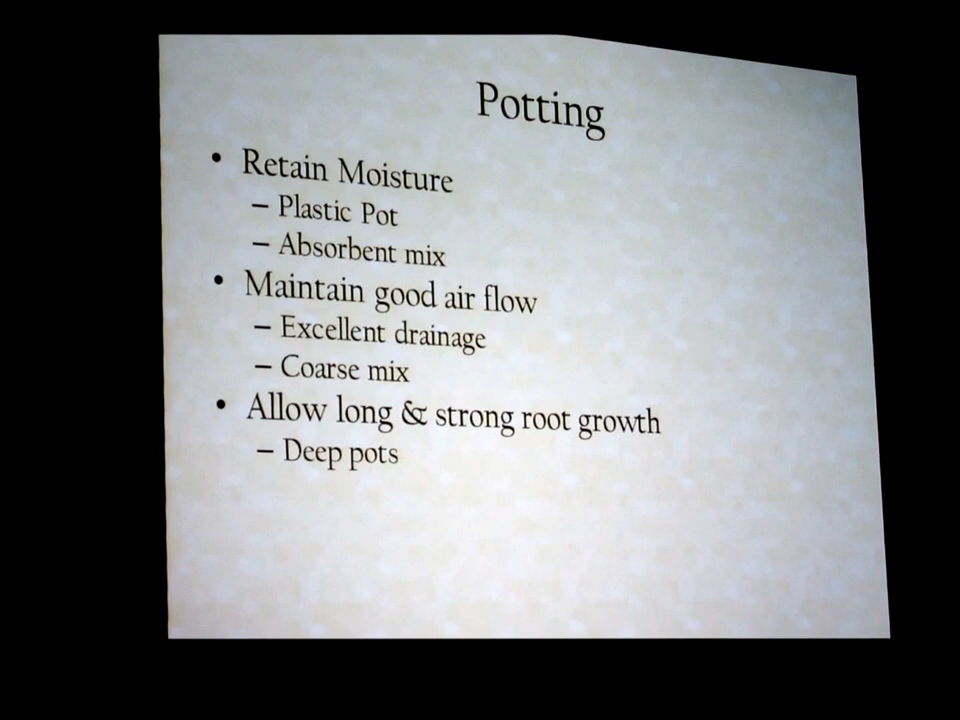 Potting
• Retain Moisture
– Plastic Pot
– Absorbent mix
• Maintain good air flow
– Excellent drainage
– Coarse mix
• Allow long & strong root growth
– Deep pots